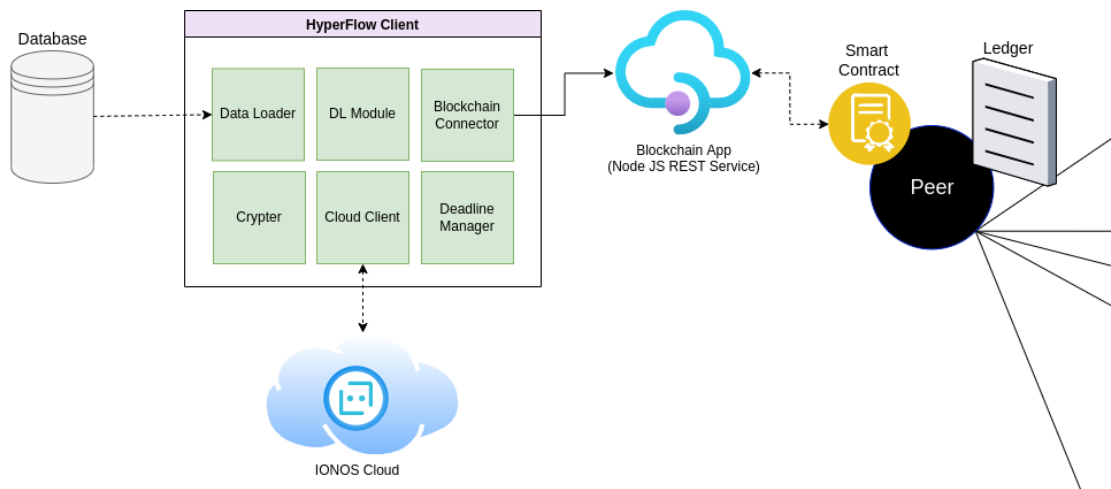 Database
HyperFlow Client
Data Loader
DL Module
Blockchain
Connector
Crypter
Cloud Client
Deadline
Manager
IONOS Cloud
Blockchain App
(Node JS REST Service)
Smart
Contract
Ledger
Peer